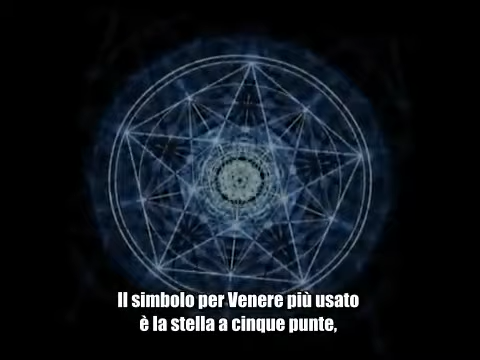 Il simbolo per Venere più usato
è la stella a cinque punte,